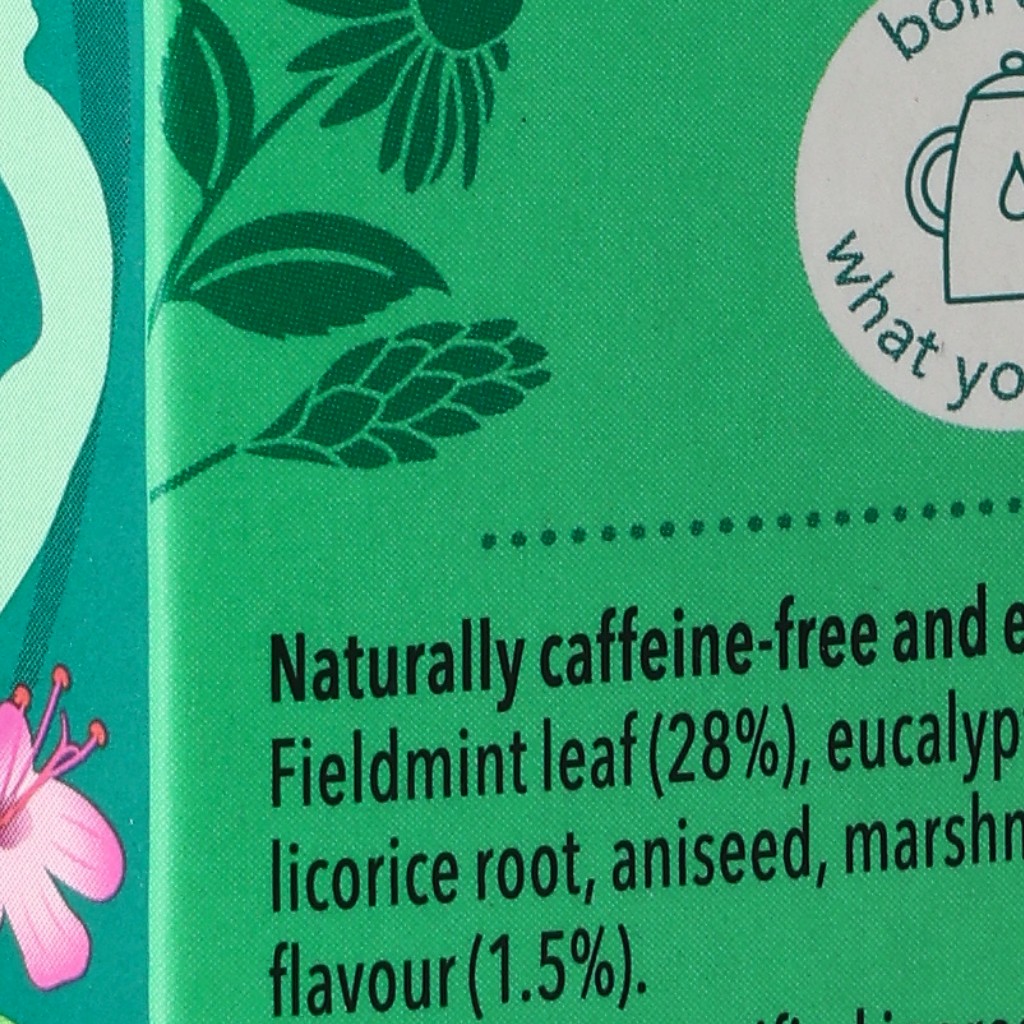 boil
what yo
Naturally caffeine-free and e
Fieldmint leaf (28%), eucalyp
licorice root, aniseed, marshm
flavour (1.5%).